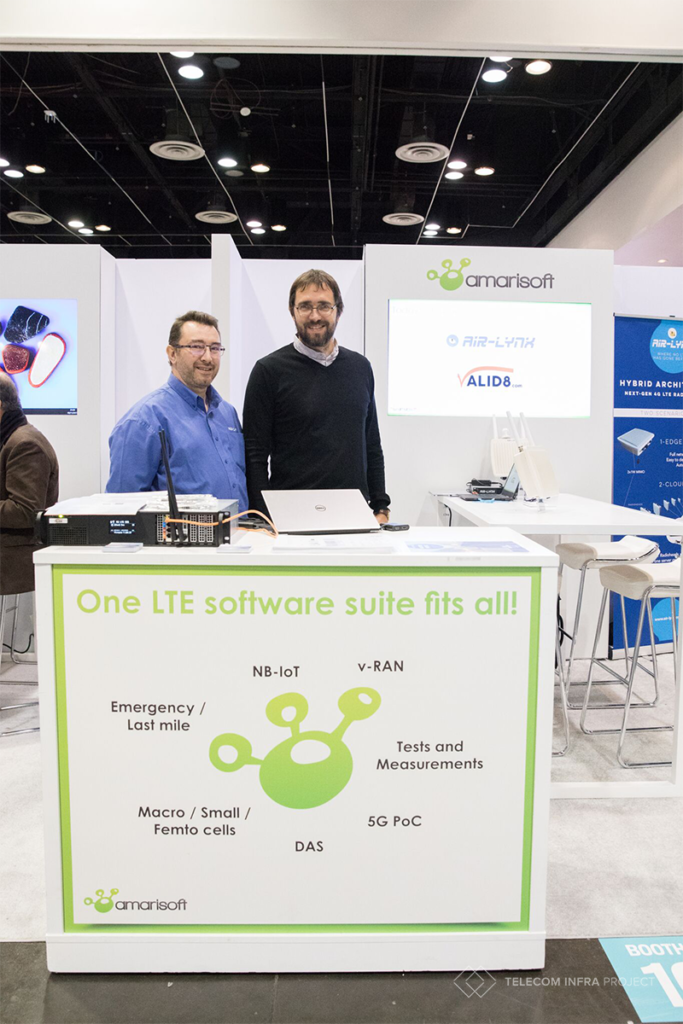 amarisoft
AIR-LYNX
VALID8.com
HYBRID
NEXT-GEN 4G LTE
1-EDGE
2-CLOU
One LTE software suite fits all!
NB-IoT
v-RAN
Emergency /
Last mile
Tests and
Measurements
Macro / Small /
Femto cells
5G PoC
DAS
amarisoft
TELECOM INFRA PROJECT
BOOTH